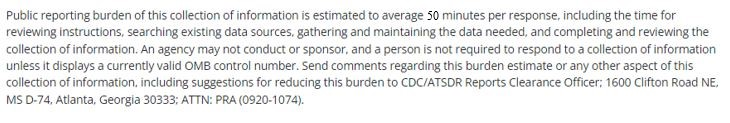 Public reporting burden of this collection of information is estimated to average 50 minutes per response, including the time for
reviewing instructions, searching existing data sources, gathering and maintaining the data needed, and completing and reviewing the
collection of information. An agency may not conduct or sponsor, and a person is not required to respond to a collection of information
unless it displays a currently valid OMB control number. Send comments regarding this burden estimate or any other aspect of this
collection of information, including suggestions for reducing this burden to CDC/ATSDR Reports Clearance Officer; 1600 Clifton Road NE,
MS D-74, Atlanta, Georgia 30333; ATTN: PRA (0920-1074).